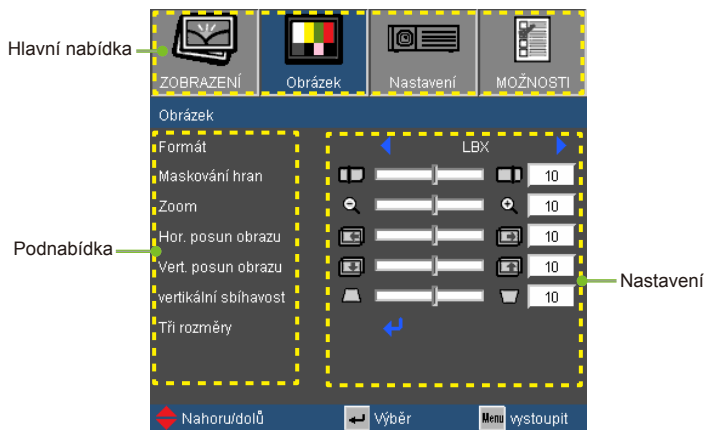 Hlavní nabídka
ZOBRAZENÍ Obrázek Nastavení MOŽNOSTI
Obrázek
Formát LBX
Maskování hran 10
Zoom 10
Hor. posun obrazu 10
Podnabídka
Vert. posun obrazu 10
Nastavení
vertikální sbíhavost 10
Tři rozměry
Nahoru/dolů Výběr Menu vystoupit